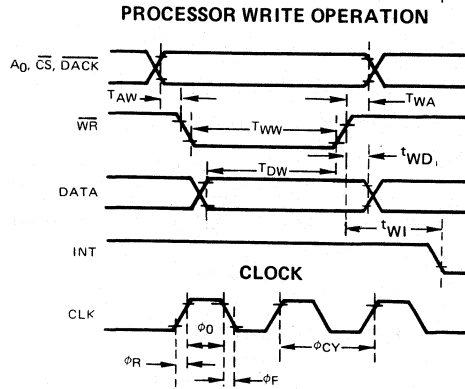 PROCESSOR WRITE OPERATION
A0, CS, DACK
TAW
TWA
WR
TWW
tWD
TDW
DATA
tWI
INT
CLOCK
CLK
ϕ0
ϕR
ϕF
ϕCY